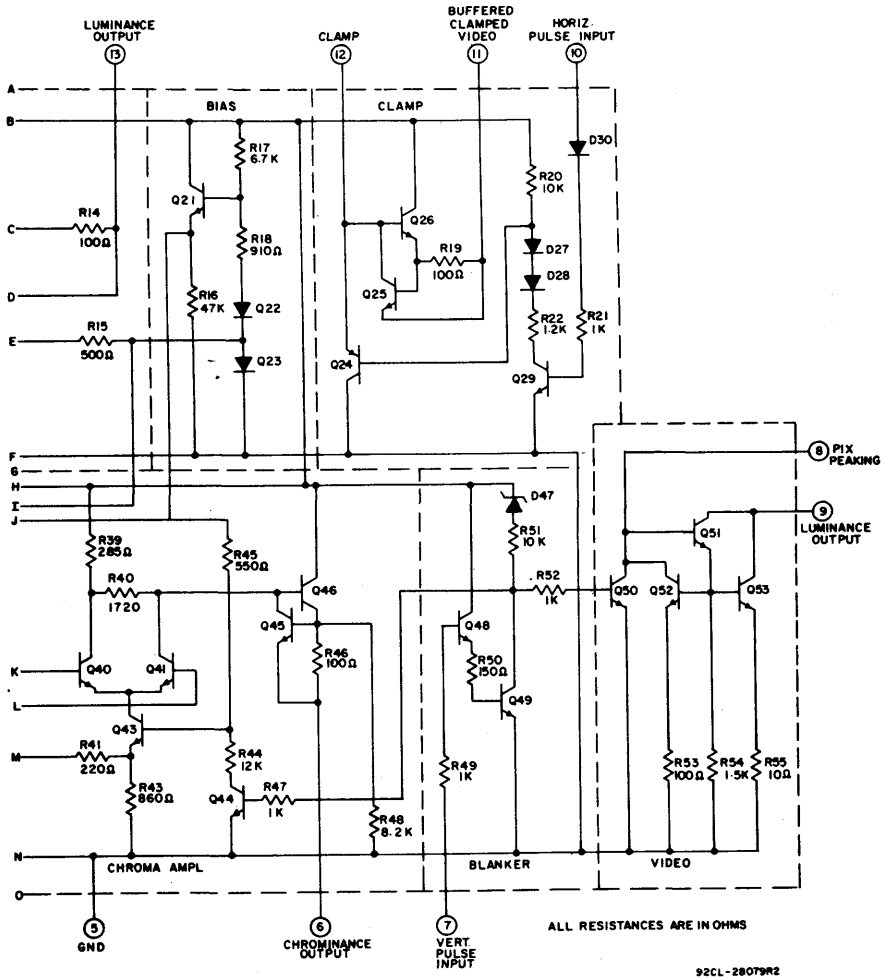 LUMINANCE
OUTPUT
13
CLAMP
12
BUFFERED
CLAMPED
VIDEO
11
HORIZ
PULSE INPUT
10
A
BIAS
CLAMP
B
R17
6.7K
D30
R20
10K
Q21
Q26
R14
C
100Ω
R18
910Ω
R19
100Ω
D27
D28
Q25
D
R16
47K
Q22
R22
1.2K
R21
1K
R15
E
500Ω
Q23
Q24
Q29
F
G
8
PIX
PEAKING
H
D47
I
J
9
LUMINANCE
OUTPUT
R39
285Ω
R45
550Ω
R51
10K
Q51
R40
1720
Q46
R52
1K
Q50
Q52
Q53
Q45
Q48
R46
100Ω
R50
150Ω
K
Q40
Q41
Q49
L
Q43
M
R41
220Ω
R44
12K
R49
1K
R53
100Ω
R54
1.5K
R55
10Ω
R43
860Ω
Q44
R47
1K
R48
8.2K
N
CHROMA AMPL
BLANKER
VIDEO
O
5
GND
6
CHROMINANCE
OUTPUT
7
VERT.
PULSE
INPUT
ALL RESISTANCES ARE IN OHMS
92CL-28079R2